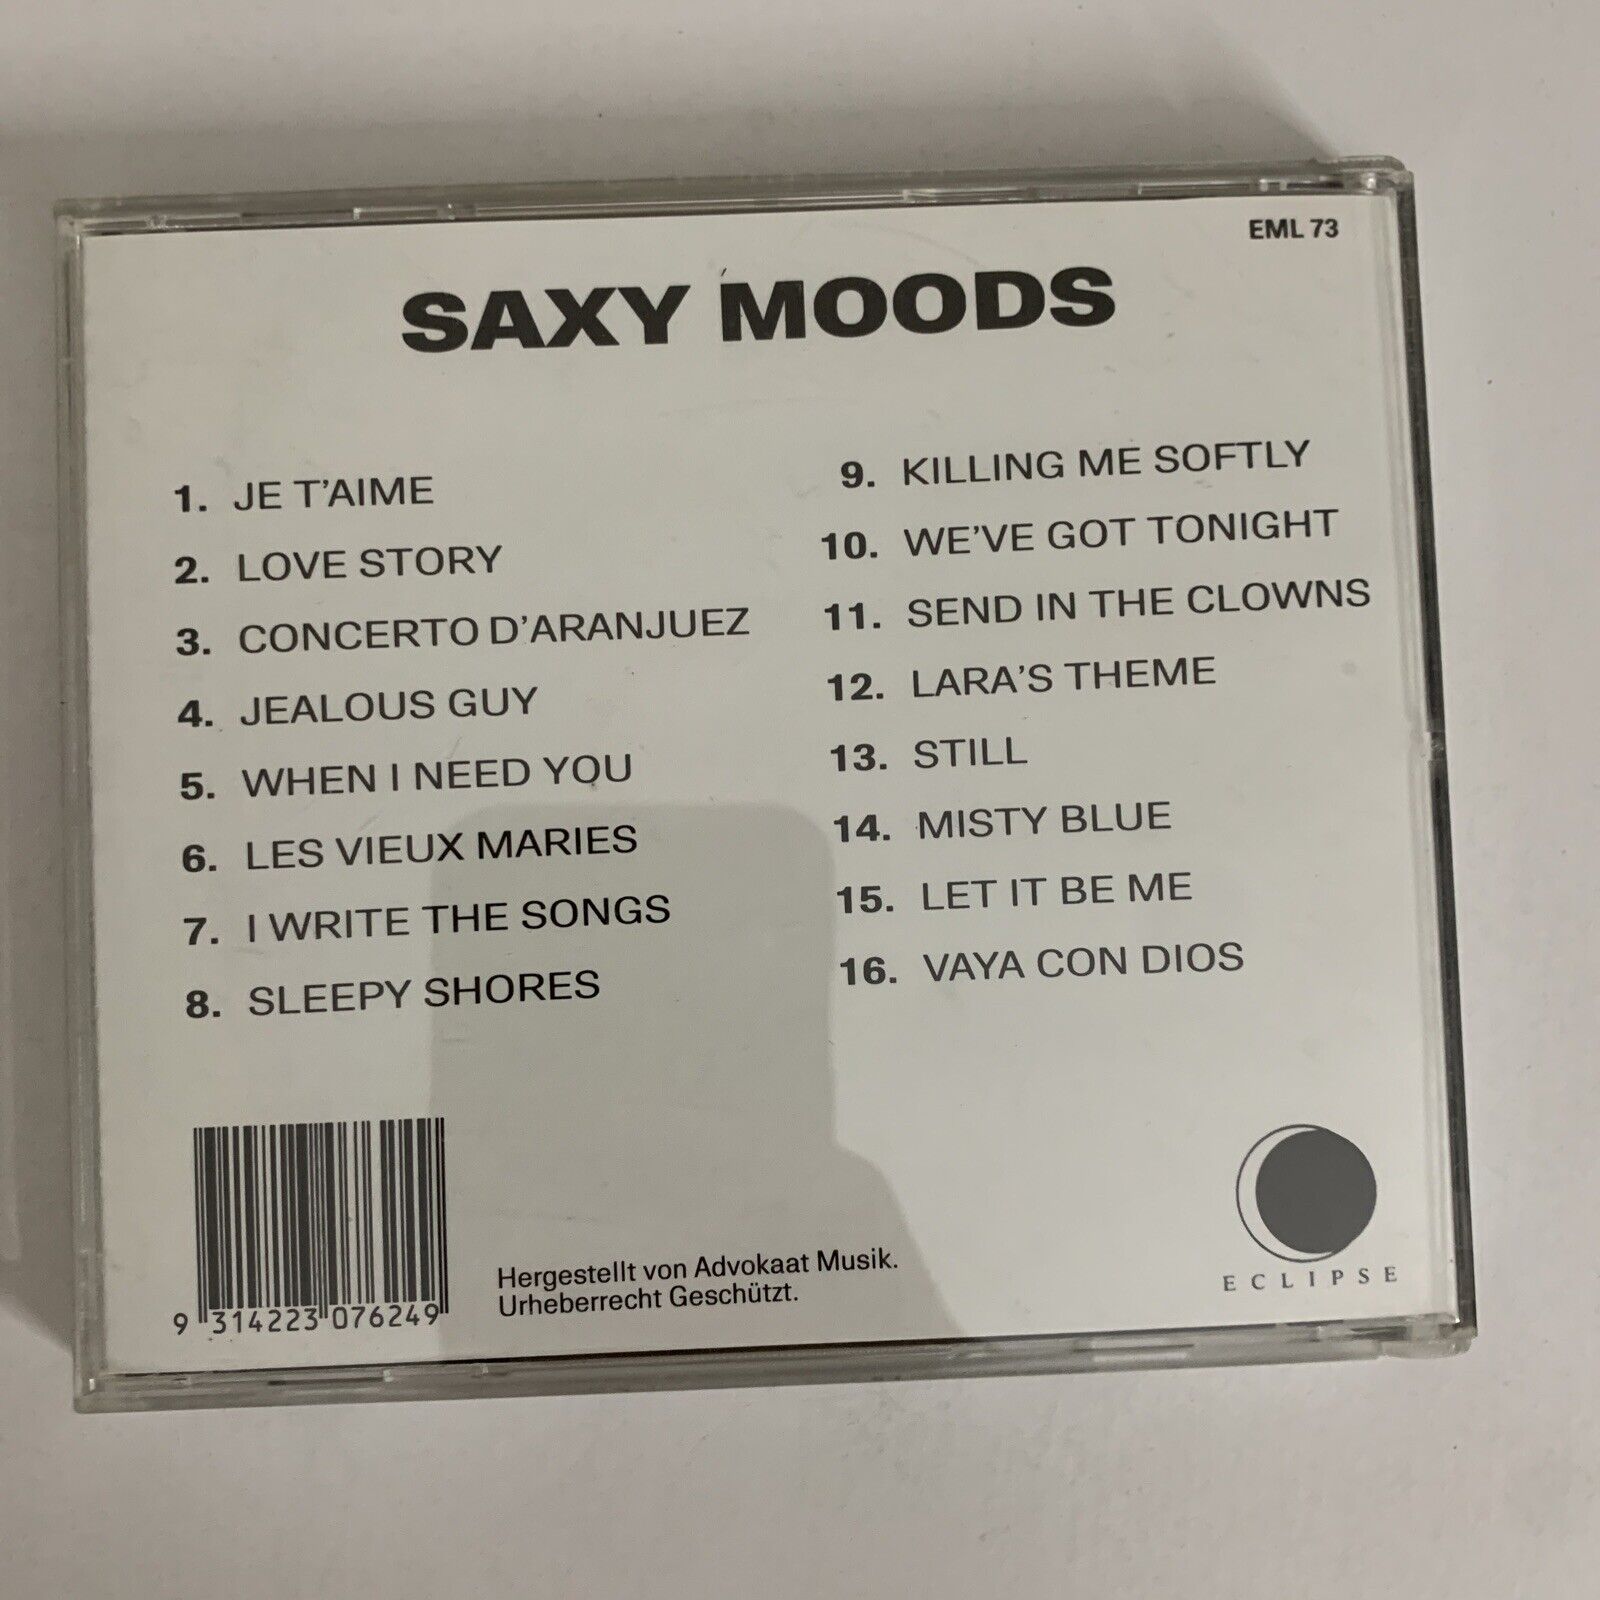 EML 73
SAXY MOODS
1. JE T'AIME
2. LOVE STORY
3. CONCERTO D'ARANJUEZ
4. JEALOUS GUY
5. WHEN I NEED YOU
6. LES VIEUX MARIES
7. I WRITE THE SONGS
8. SLEEPY SHORES
9. KILLING ME SOFTLY
10. WE'VE GOT TONIGHT
11. SEND IN THE CLOWNS
12. LARA'S THEME
13. STILL
14. MISTY BLUE
15. LET IT BE ME
16. VAYA CON DIOS
9 314223 076249
Hergestellt von Advokaat Musik.
Urheberrecht Geschützt.
ECLIPSE